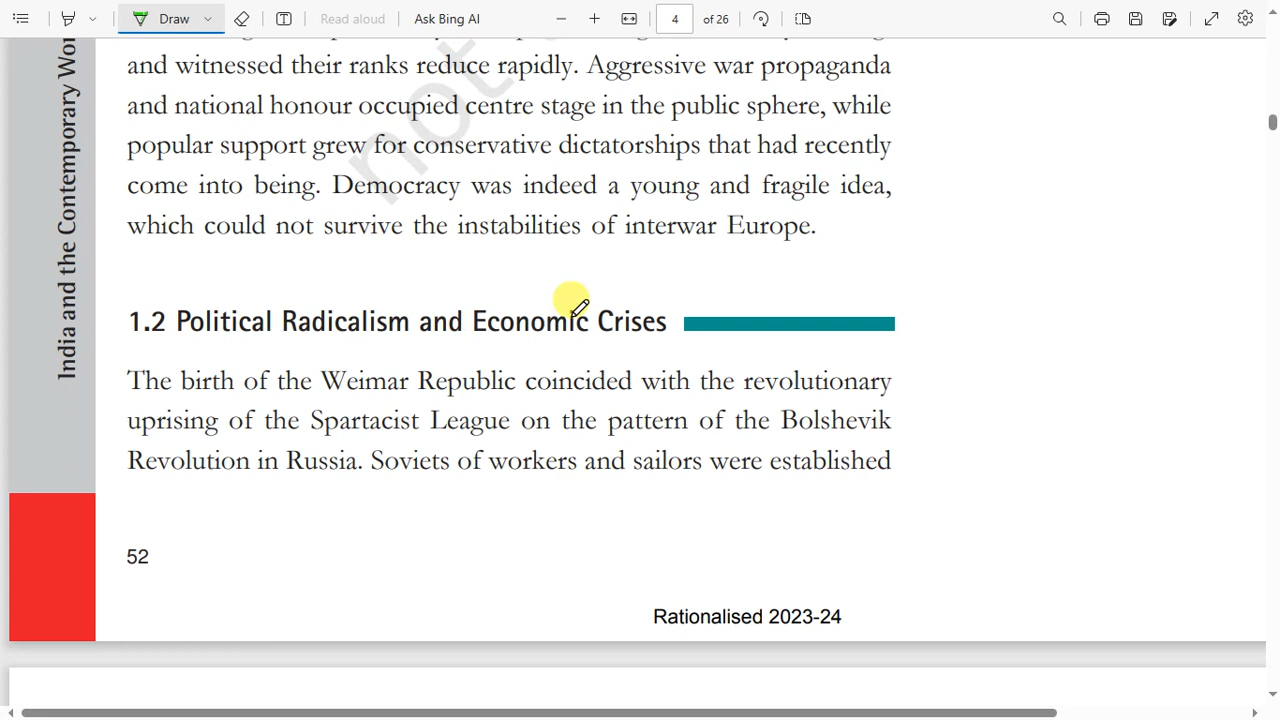 Draw
Read aloud
Ask Bing AI
4
of 26
and witnessed their ranks reduce rapidly. Aggressive war propaganda
and national honour occupied centre stage in the public sphere, while
popular support grew for conservative dictatorships that had recently
come into being. Democracy was indeed a young and fragile idea,
which could not survive the instabilities of interwar Europe.
1.2 Political Radicalism and Economic Crises
The birth of the Weimar Republic coincided with the revolutionary
uprising of the Spartacist League on the pattern of the Bolshevik
Revolution in Russia. Soviets of workers and sailors were established
India and the Contemporary
52
Rationalised 2023-24
not